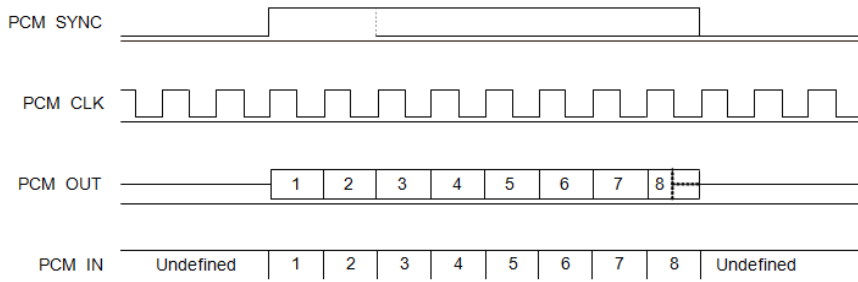 PCM SYNC
PCM CLK
PCM OUT 1 2 3 4 5 6 7 8
PCM IN Undefined 1 2 3 4 5 6 7 8 Undefined